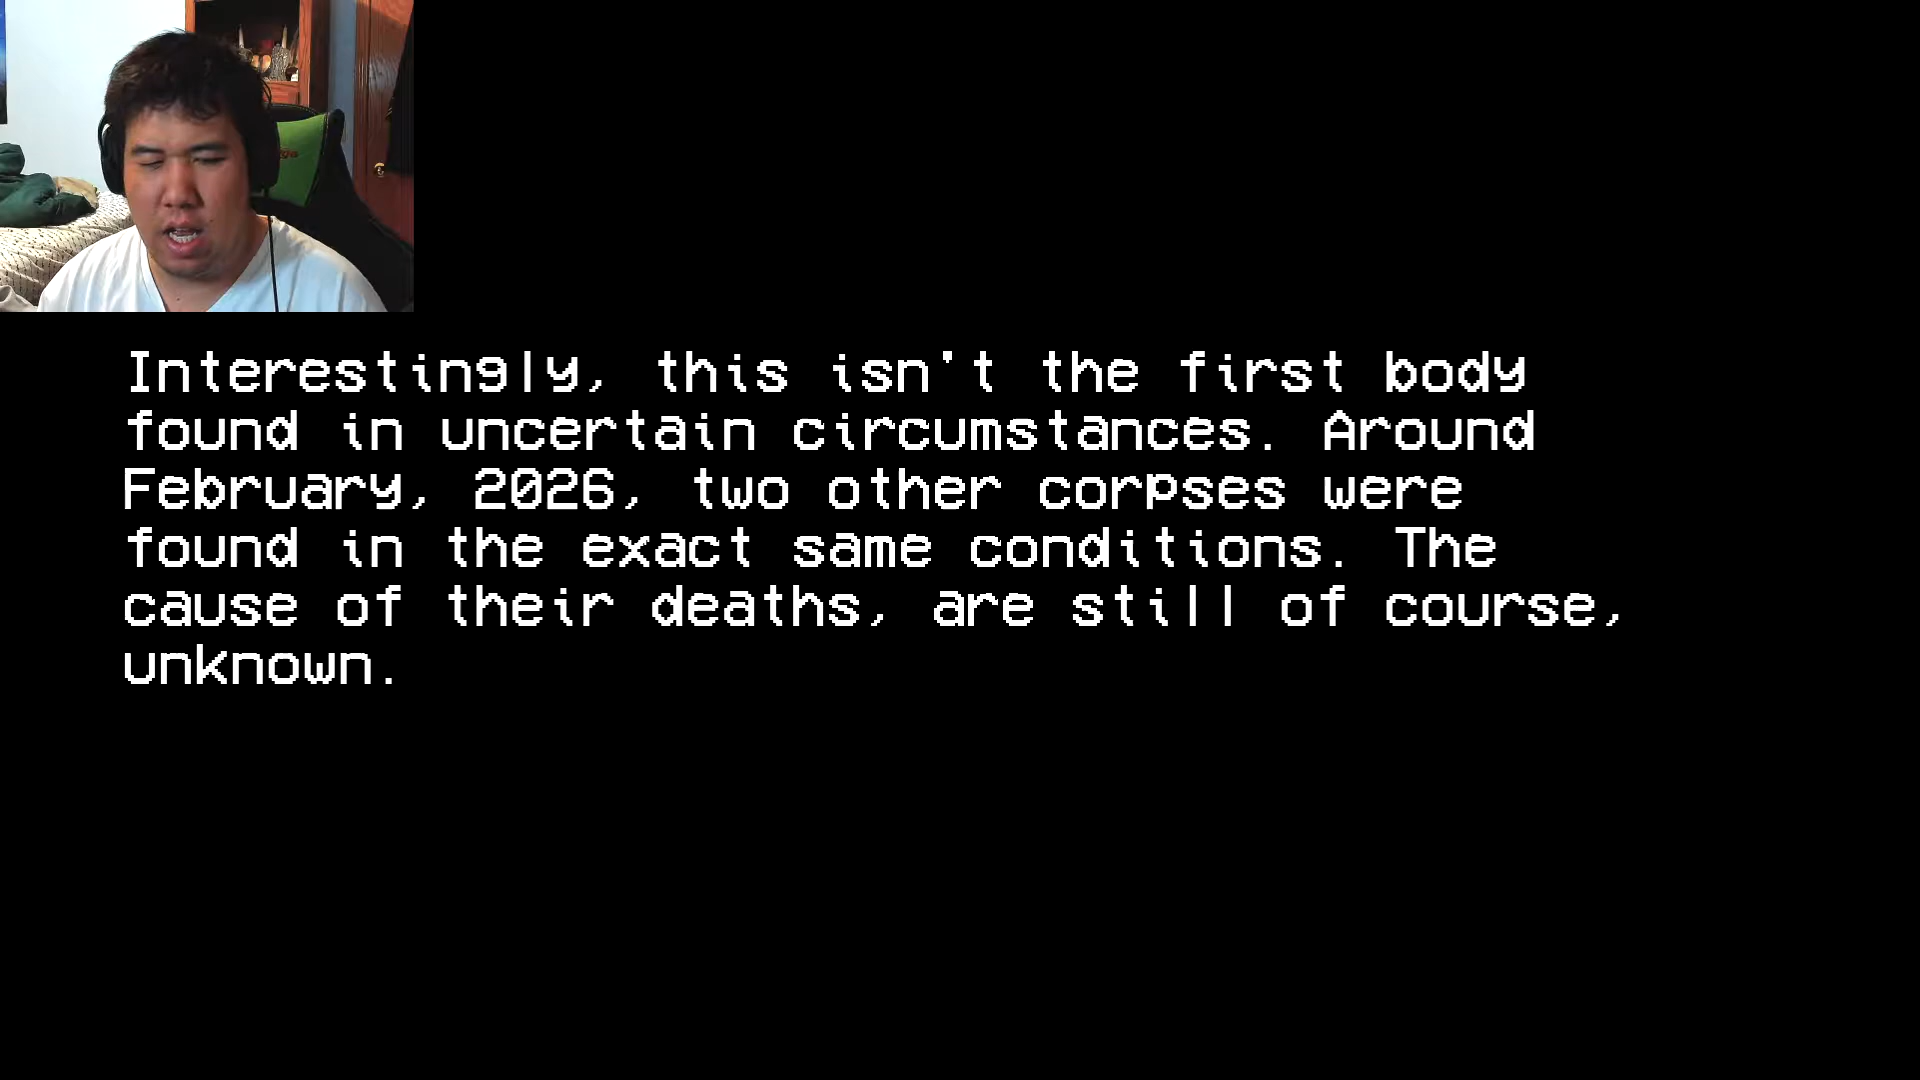 Interestingly, this isn't the first body
found in uncertain circumstances. Around
February, 2026, two other corpses were
found in the exact same conditions. The
cause of their deaths, are still of course,
unknown.